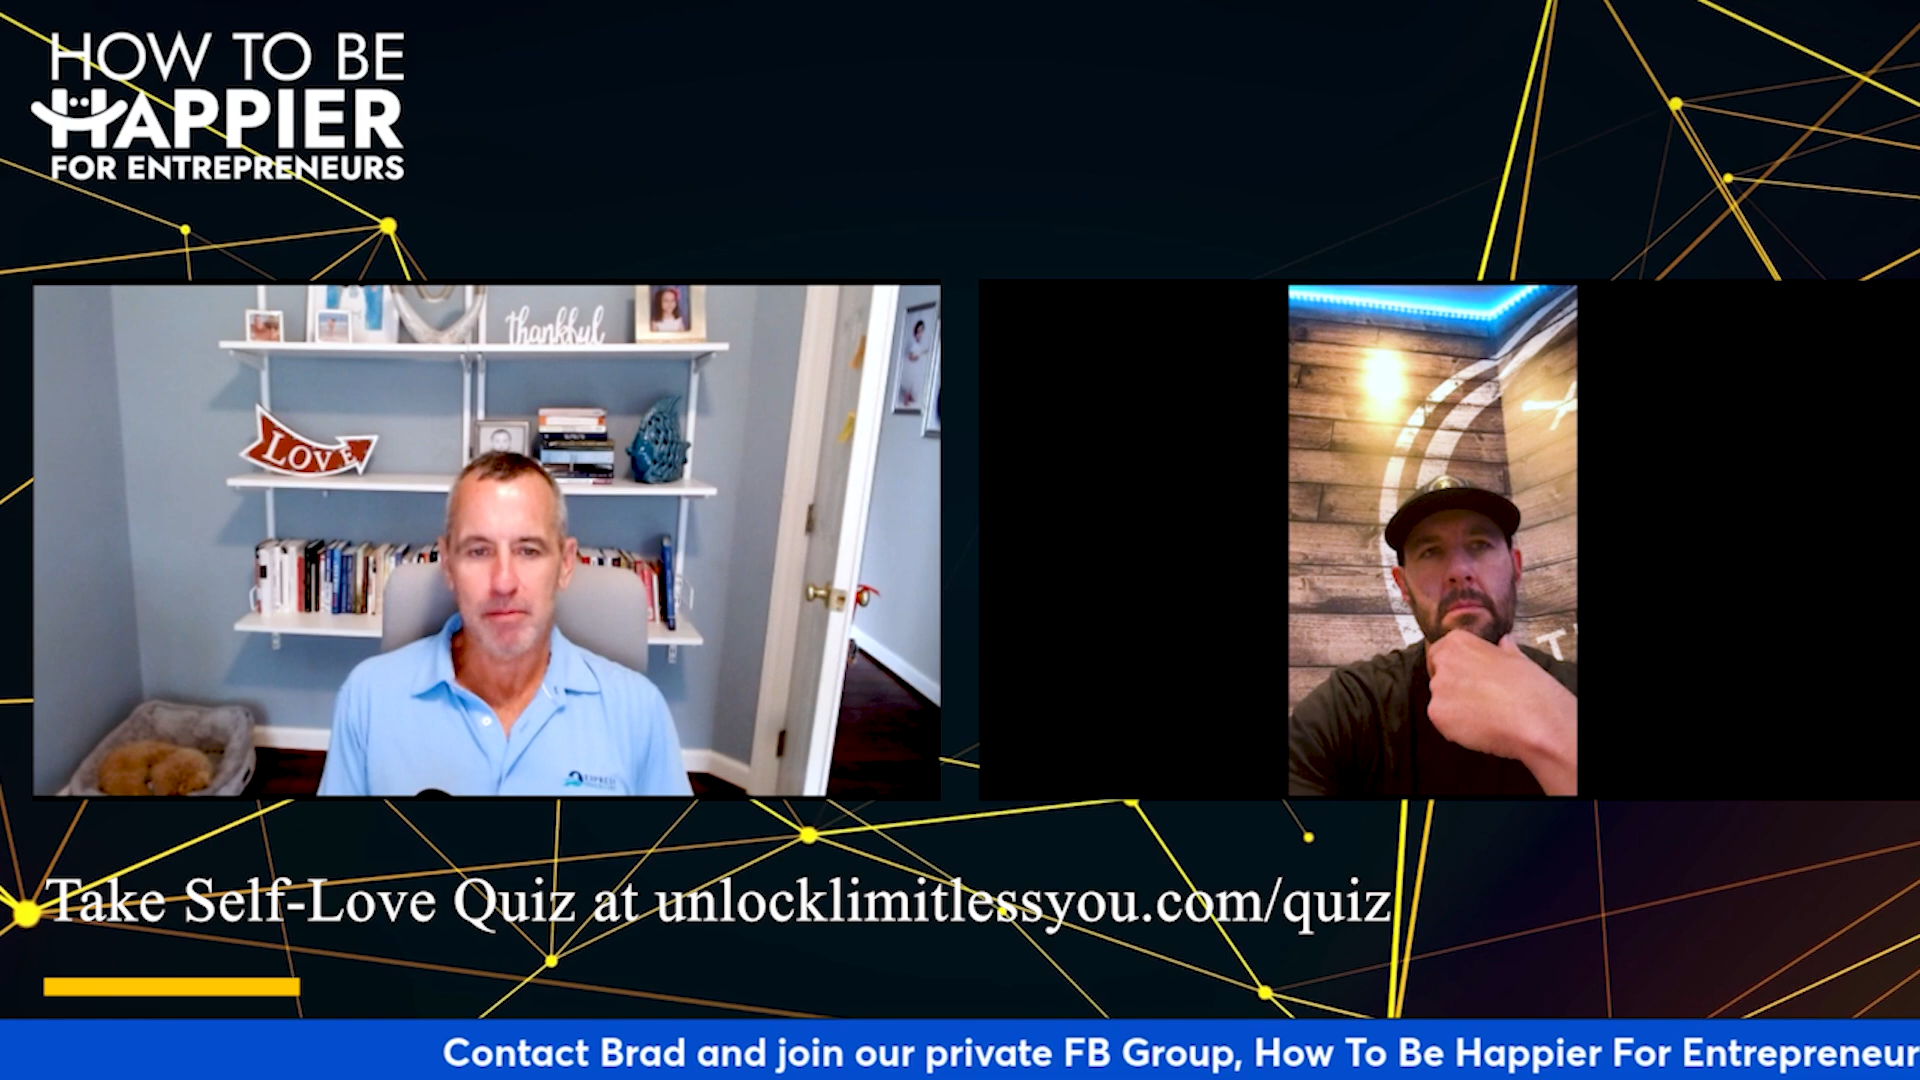 HOW TO BE
HAPPIER
FOR ENTREPRENEURS
thankful
LOVE
Take Self-Love Quiz at unlocklimitlessyou.com/quiz
Contact Brad and join our private FB Group, How To Be Happier For Entrepreneur